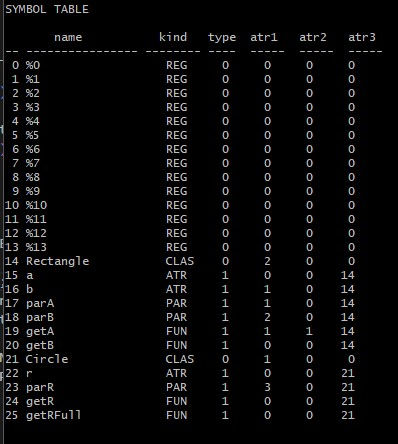 SYMBOL TABLE
name kind type atr1 atr2 atr3
-- ---------------- -------- ----- ----- ----- -----
0 %0 REG 0 0 0 0
1 %1 REG 0 0 0 0
2 %2 REG 0 0 0 0
3 %3 REG 0 0 0 0
4 %4 REG 0 0 0 0
5 %5 REG 0 0 0 0
6 %6 REG 0 0 0 0
7 %7 REG 0 0 0 0
8 %8 REG 0 0 0 0
9 %9 REG 0 0 0 0
10 %10 REG 0 0 0 0
11 %11 REG 0 0 0 0
12 %12 REG 0 0 0 0
13 %13 REG 0 0 0 0
14 Rectangle CLAS 0 2 0 0
15 a ATR 1 0 0 14
16 b ATR 1 1 0 14
17 parA PAR 1 1 0 14
18 parB PAR 1 2 0 14
19 getA FUN 1 1 1 14
20 getB FUN 1 0 0 14
21 Circle CLAS 0 1 0 0
22 r ATR 1 0 0 21
23 parR PAR 1 3 0 21
24 getR FUN 1 0 0 21
25 getRFull FUN 1 0 0 21